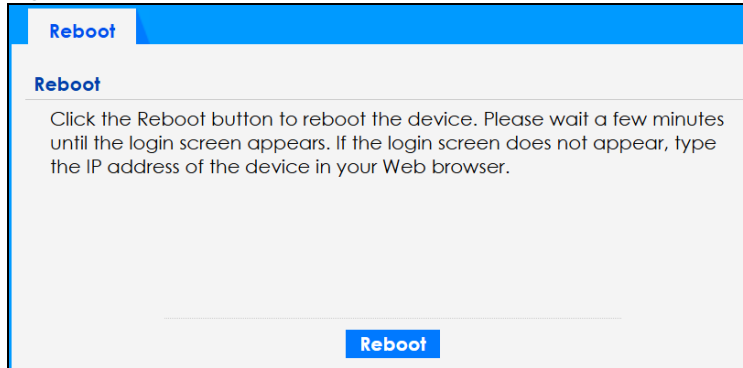 Reboot
Reboot
Click the Reboot button to reboot the device. Please wait a few minutes
until the login screen appears. If the login screen does not appear, type
the IP address of the device in your Web browser.
Reboot